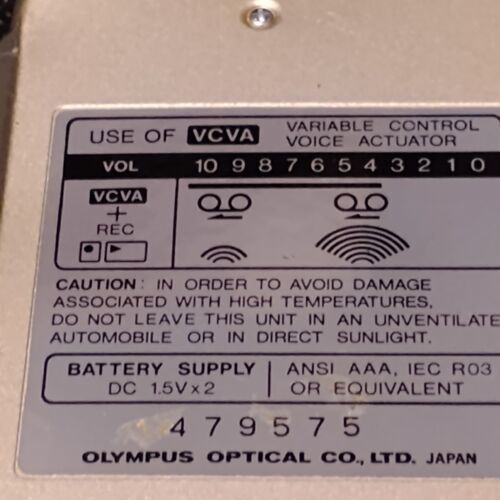 USE OF VCVA VARIABLE CONTROL
VOICE ACTUATOR
VOL 10 9 8 7 6 5 4 3 2 1 0
VCVA
+
REC
CAUTION: IN ORDER TO AVOID DAMAGE
ASSOCIATED WITH HIGH TEMPERATURES,
DO NOT LEAVE THIS UNIT IN AN UNVENTILATE
AUTOMOBILE OR IN DIRECT SUNLIGHT.
BATTERY SUPPLY
DC 1.5V×2
ANSI AAA, IEC R03
OR EQUIVALENT
479575
OLYMPUS OPTICAL CO., LTD. JAPAN